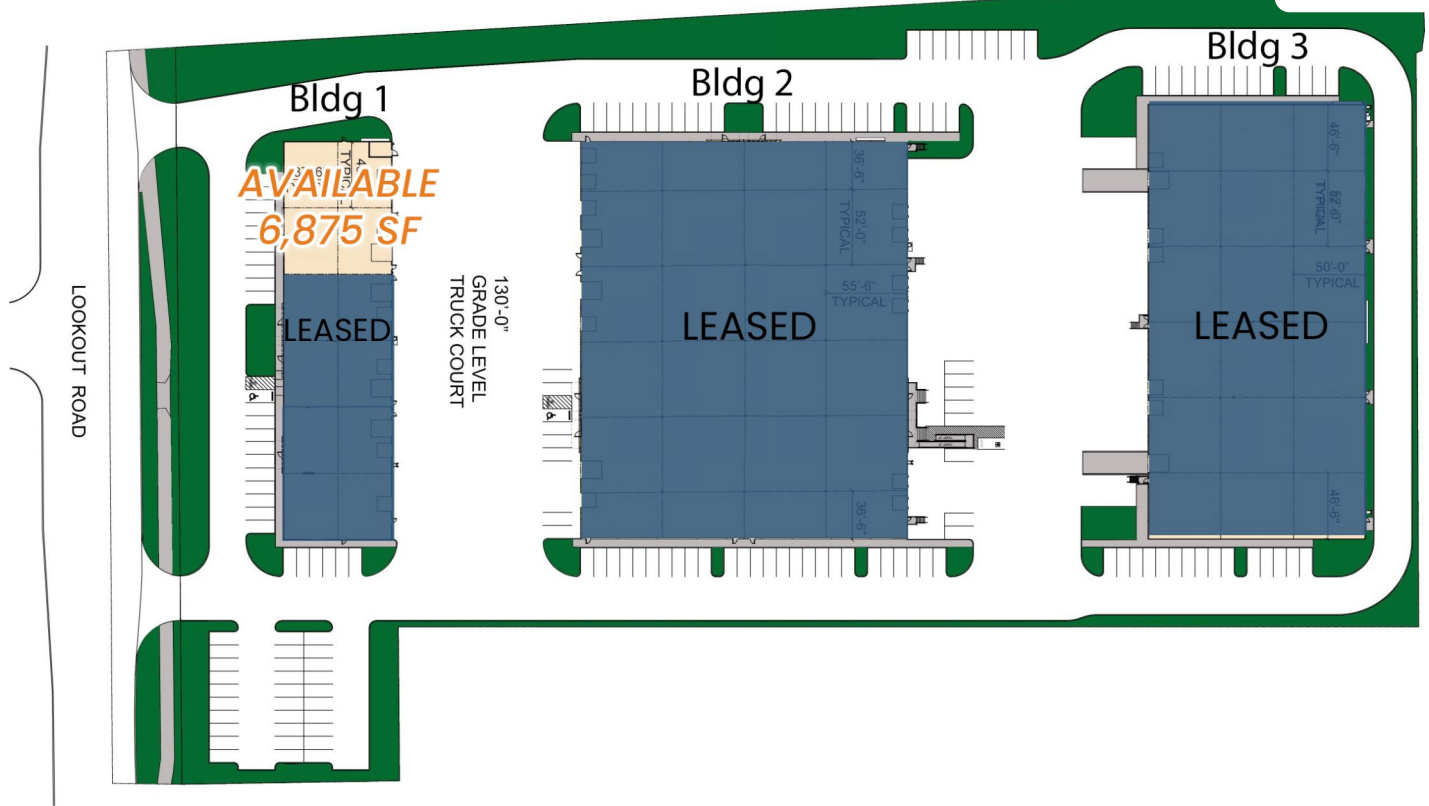 Bldg 1
Bldg 2
Bldg 3
AVAILABLE
6,875 SF
TYPICAL
LEASED
LOOKOUT ROAD
130'-0"
GRADE LEVEL
TRUCK COURT
36'-6"
52'-0"
TYPICAL
55'-6"
TYPICAL
LEASED
36'-6"
46'-6"
TYPICAL
50'-0"
TYPICAL
LEASED
46'-6"